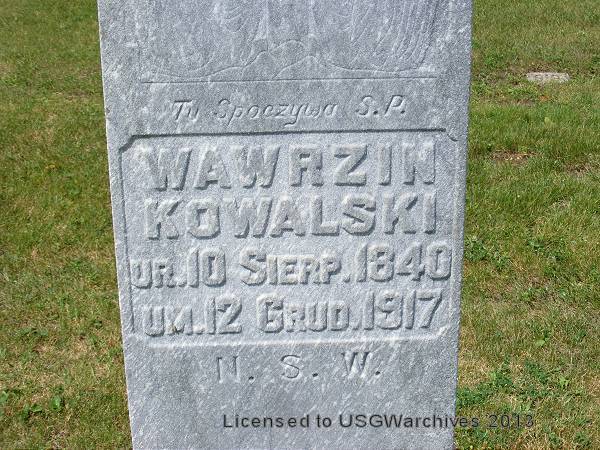 Tu Spoczywa S.P.
WAWRZIN
KOWALSKI
UR. 10 SIERP. 1840
UM. 12 GRUD. 1917
N. S. W.
Licensed to USGWarchives 2013